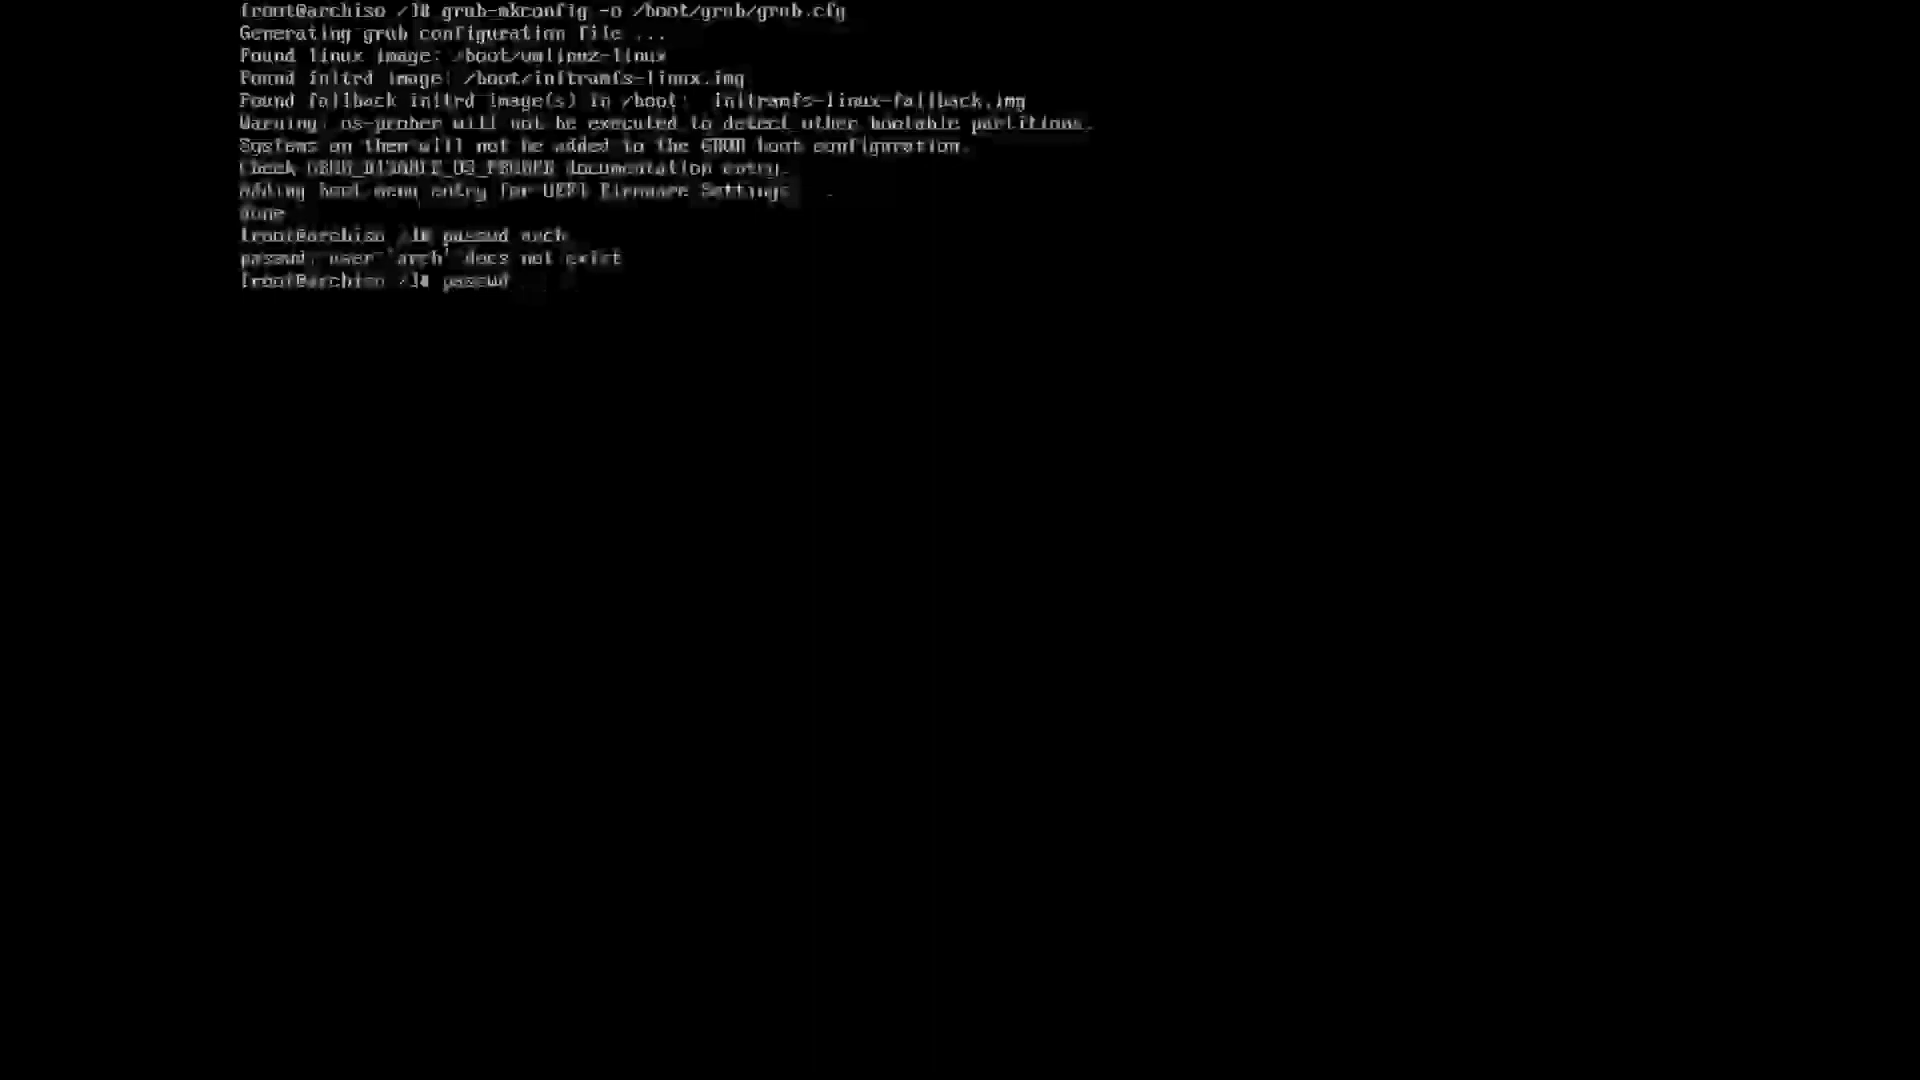 [root@archiso /]# grub-mkconfig -o /boot/grub/grub.cfg
Generating grub configuration file ...
Found linux image: /boot/vmlinuz-linux
Found initrd image: /boot/initramfs-linux.img
Found fallback initrd image(s) in /boot:  initramfs-linux-fallback.img
Warning: os-prober will not be executed to detect other bootable partitions.
Systems on them will not be added to the GRUB boot configuration.
Check GRUB_DISABLE_OS_PROBER documentation entry.
Adding boot menu entry for UEFI Firmware Settings ...
done
[root@archiso /]# passwd arch
passwd: user 'arch' does not exist
[root@archiso /]# passwd